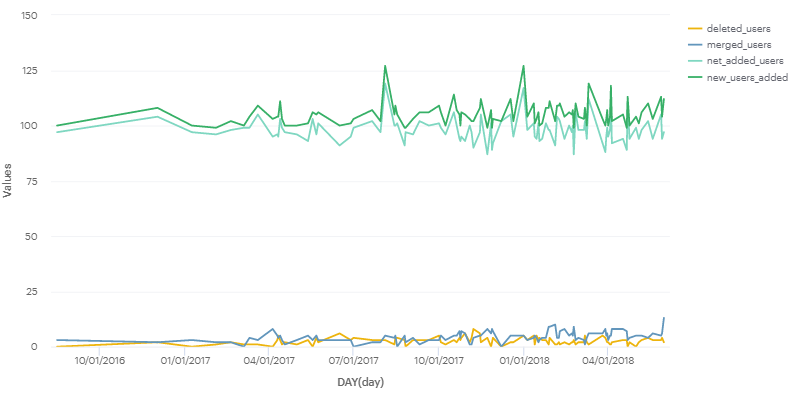 150
125
100
75
50
25
0
Values
10/01/2016
01/01/2017
04/01/2017
07/01/2017
10/01/2017
01/01/2018
04/01/2018
DAY(day)
deleted_users
merged_users
net_added_users
new_users_added